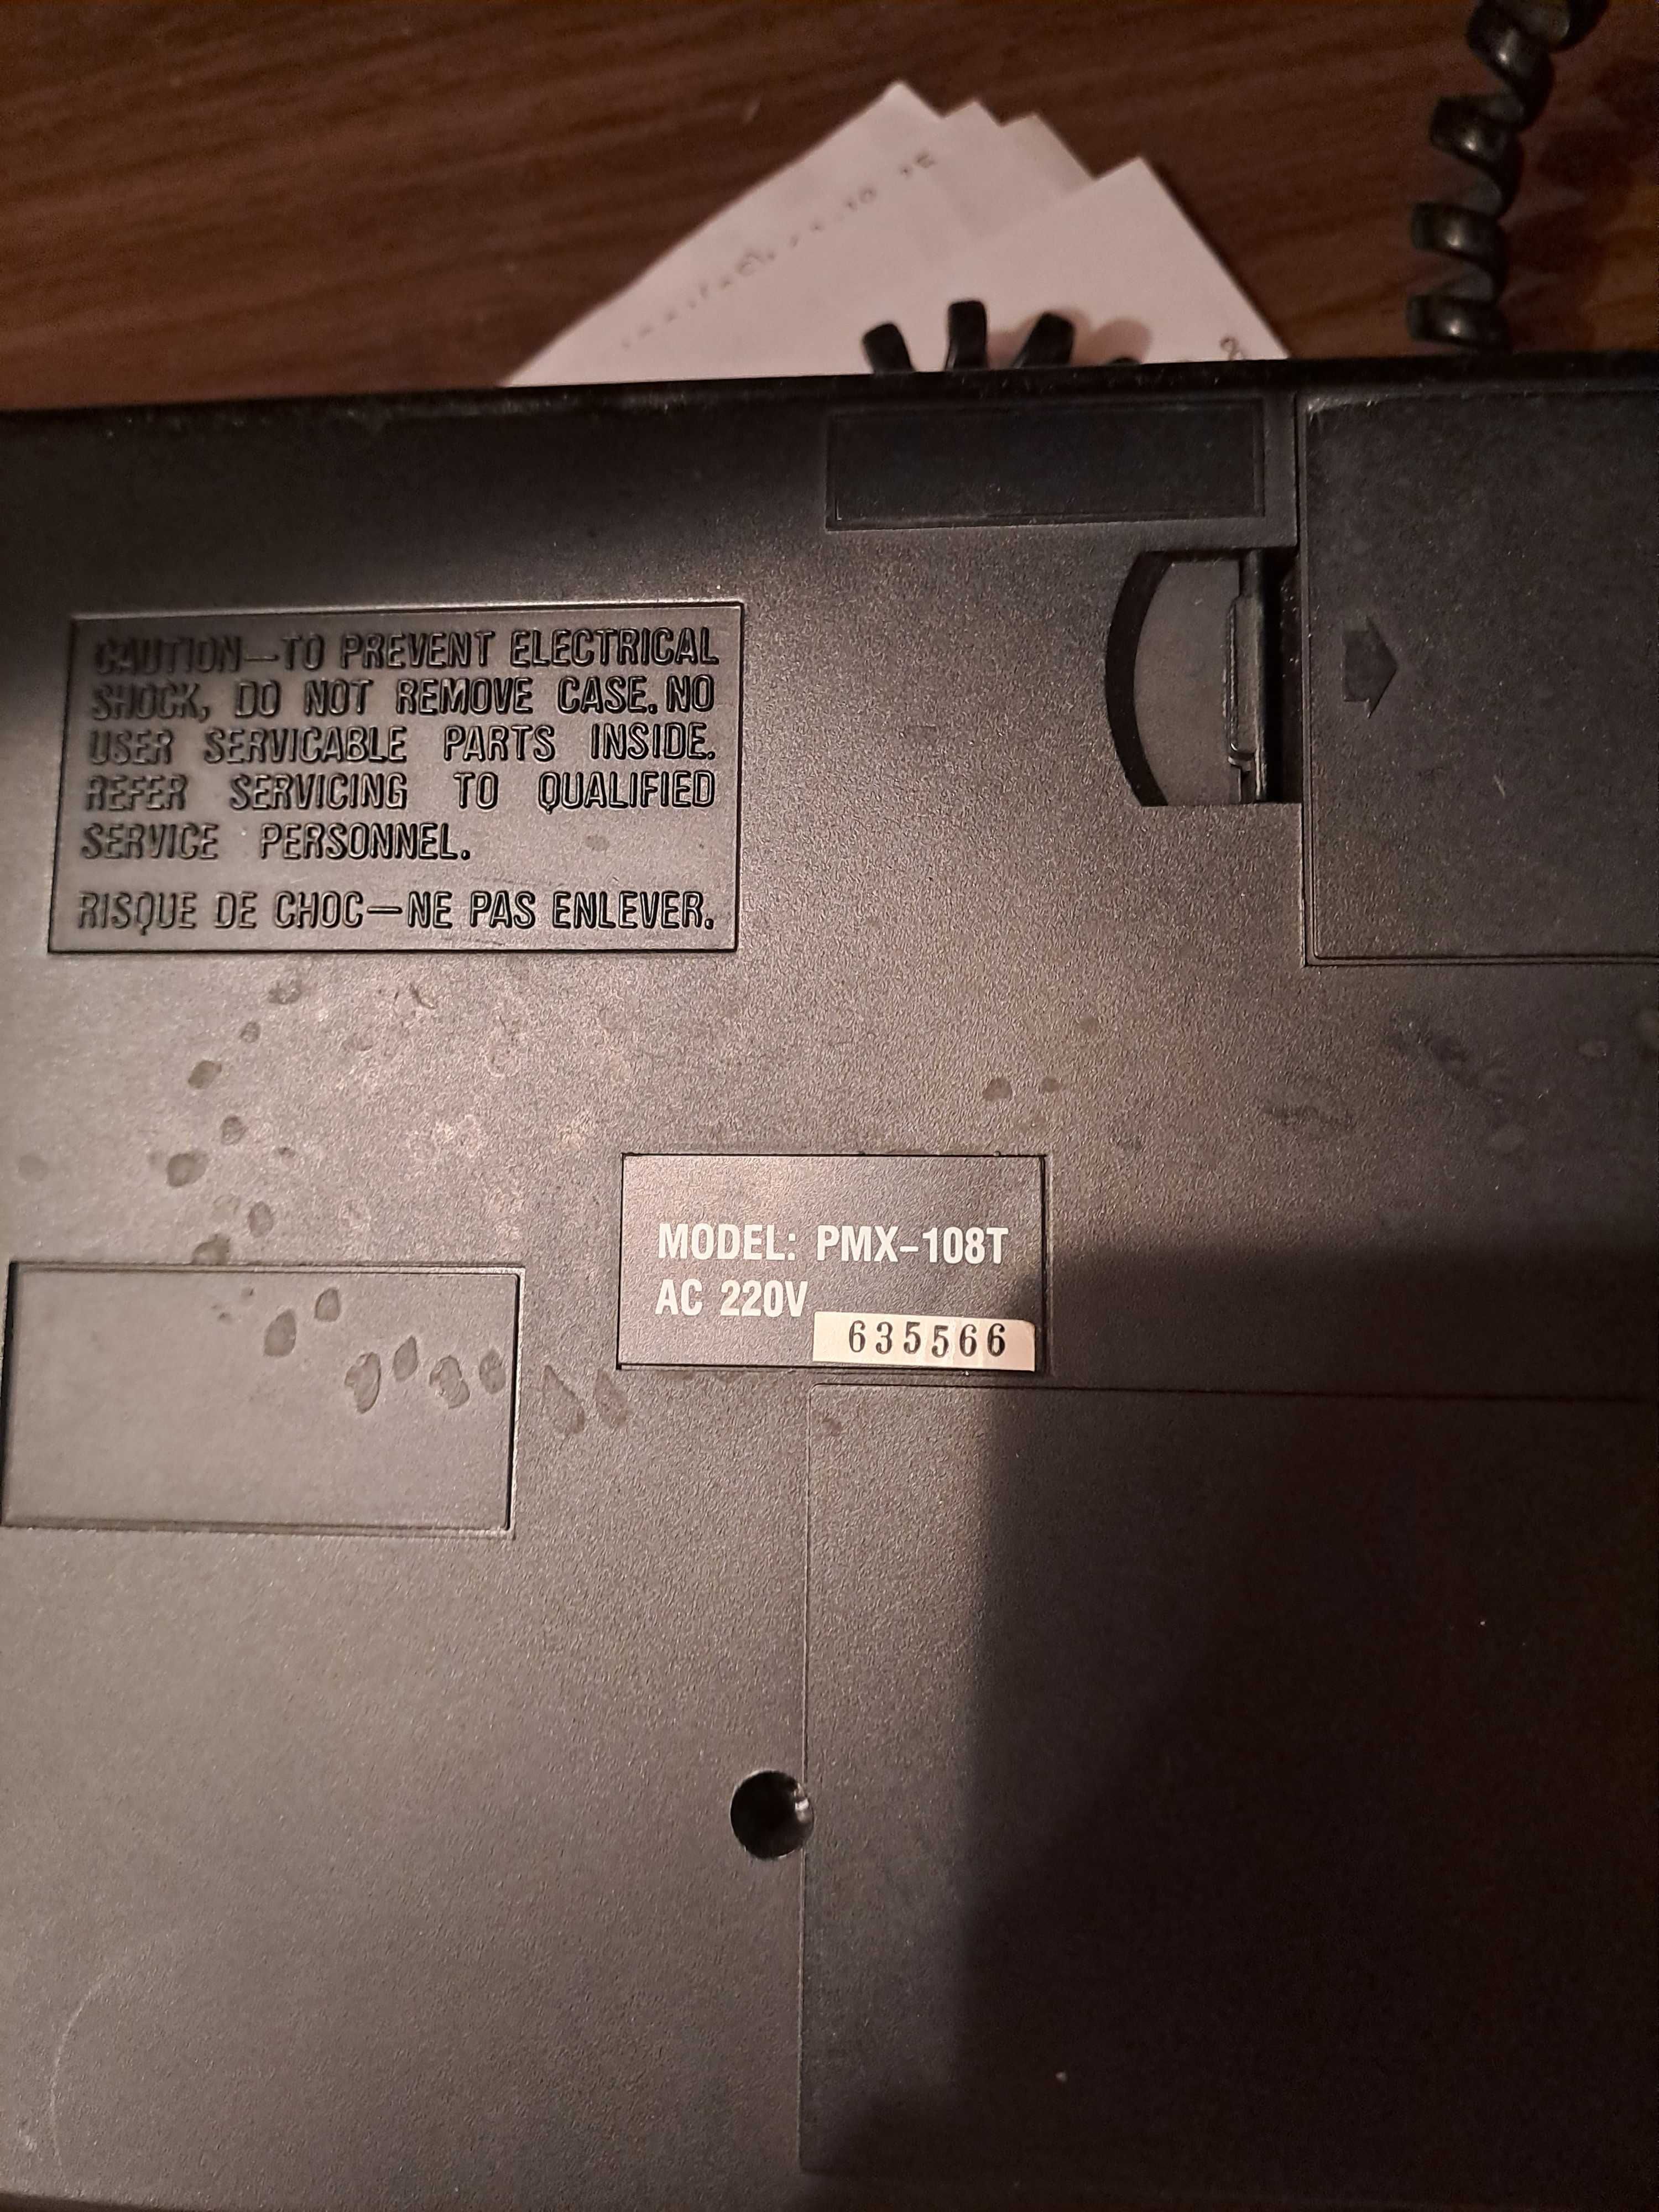 CAUTION—TO PREVENT ELECTRICAL
SHOCK, DO NOT REMOVE CASE. NO
USER SERVICABLE PARTS INSIDE.
REFER SERVICING TO QUALIFIED
SERVICE PERSONNEL.
RISQUE DE CHOC—NE PAS ENLEVER.
MODEL: PMX-108T
AC 220V
635566